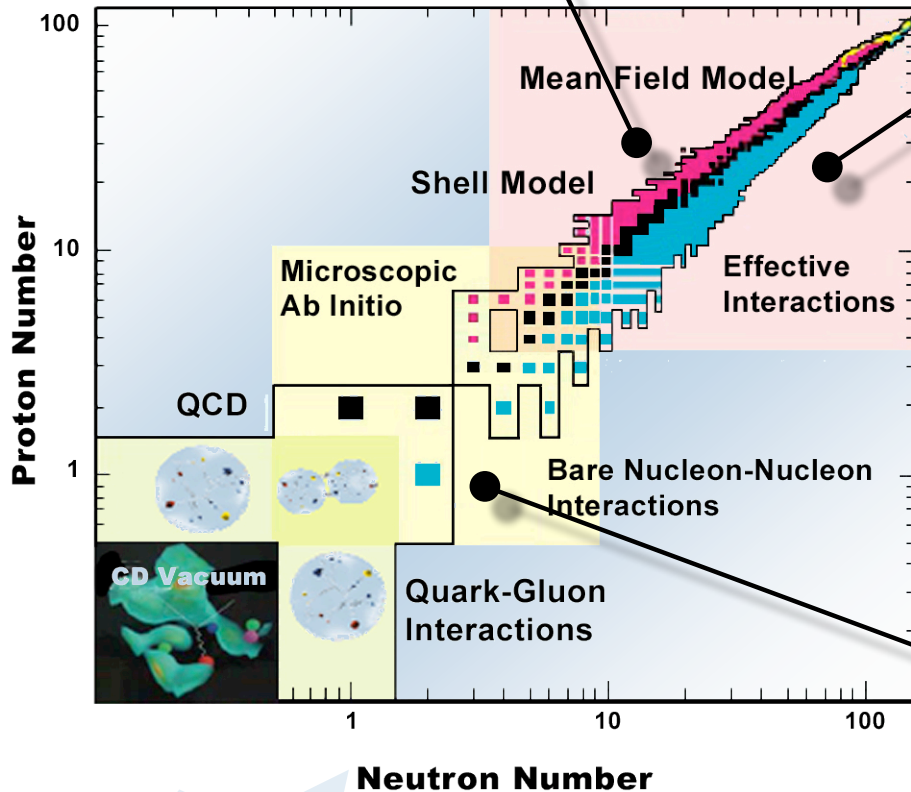 100
Mean Field Model
Shell Model
10
Microscopic
Ab Initio
Effective
Interactions
QCD
1
Bare Nucleon-Nucleon
Interactions
CD Vacuum
Quark-Gluon
Interactions
1
10
100
Proton Number
Neutron Number